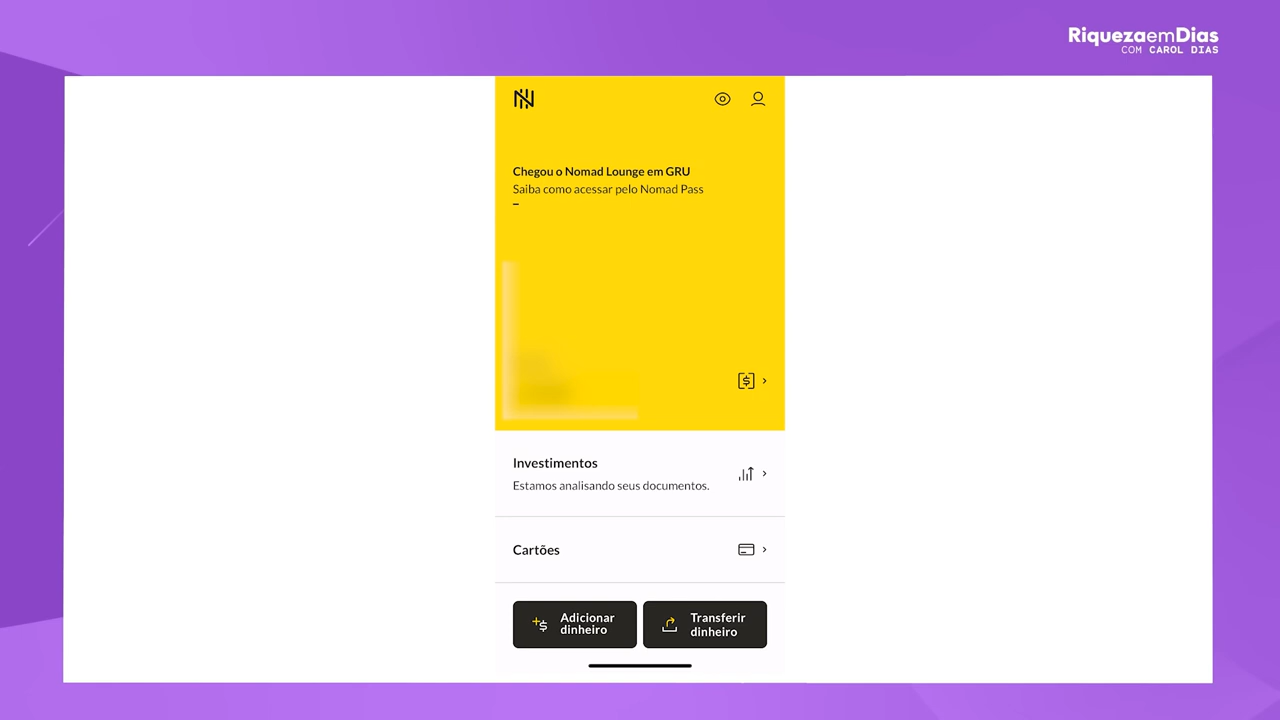 RiquezaemDias
COM CAROL DIAS
Chegou o Nomad Lounge em GRU
Saiba como acessar pelo Nomad Pass
Investimentos
Estamos analisando seus documentos.
Cartões
Adicionar
dinheiro
Transferir
dinheiro